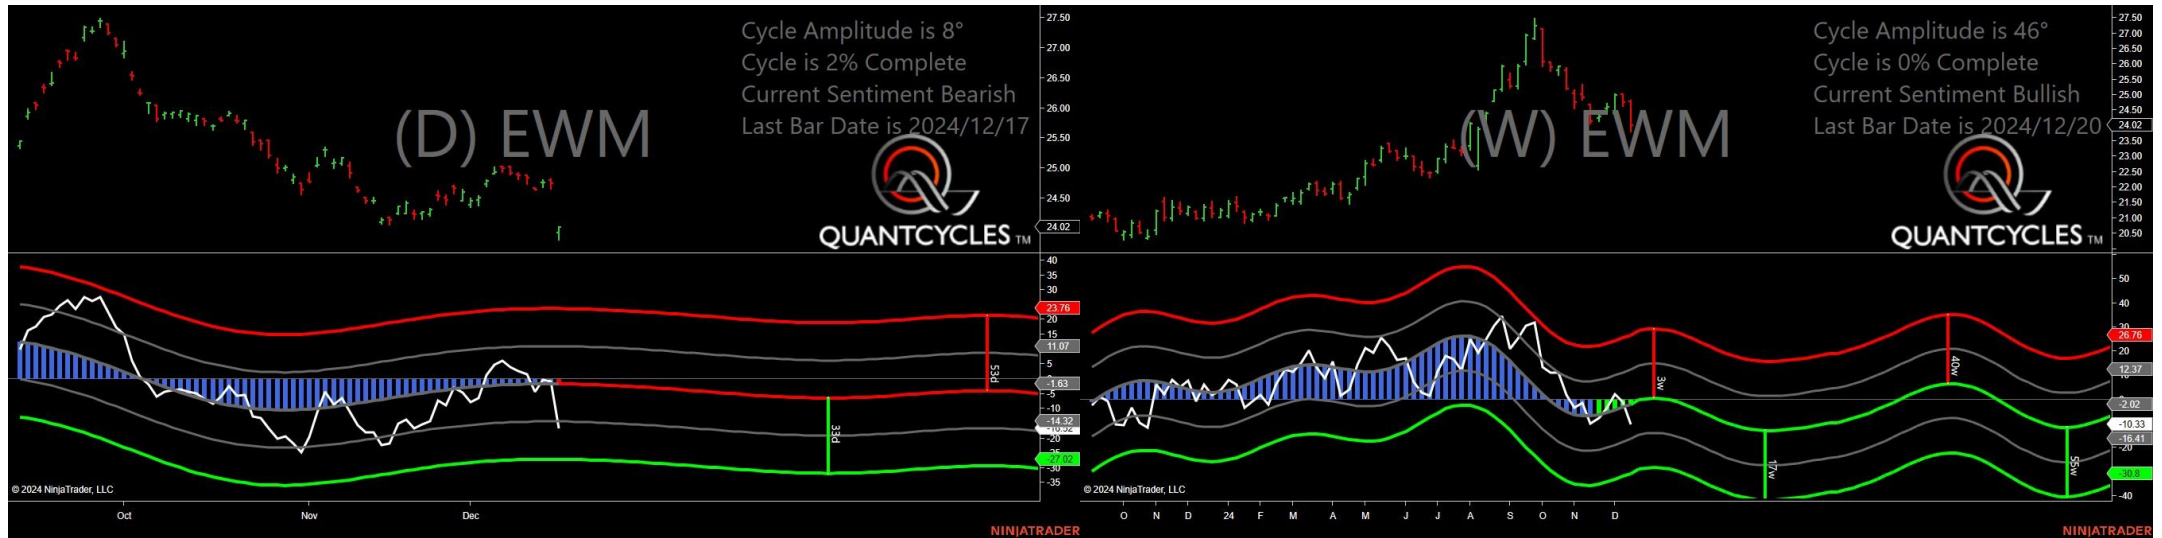 Cycle Amplitude is 8°
Cycle is 2% Complete
Current Sentiment Bearish
Last Bar Date is 2024/12/17
(D) EWM
QUANTCYCLES TM
27.50
27.00
26.50
26.00
25.50
25.00
24.50
24.02
40
35
30
23.76
20
15
11.07
5
-1.63
-5
-10
-14.32
-20
-27.02
-30
-35
53d
33d
© 2024 NinjaTrader, LLC
Oct
Nov
Dec
NINJATRADER
Cycle Amplitude is 46°
Cycle is 0% Complete
Current Sentiment Bullish
Last Bar Date is 2024/12/20
(W) EWM
QUANTCYCLES TM
27.50
27.00
26.50
26.00
25.50
25.00
24.50
24.02
23.50
23.00
22.50
22.00
21.50
21.00
20.50
50
40
26.76
20
12.37
-2.02
-10.33
-16.41
-30.8
-40
3w
40w
17w
55w
© 2024 NinjaTrader, LLC
O
N
D
24
F
M
A
M
J
J
A
S
O
N
D
NINJATRADER